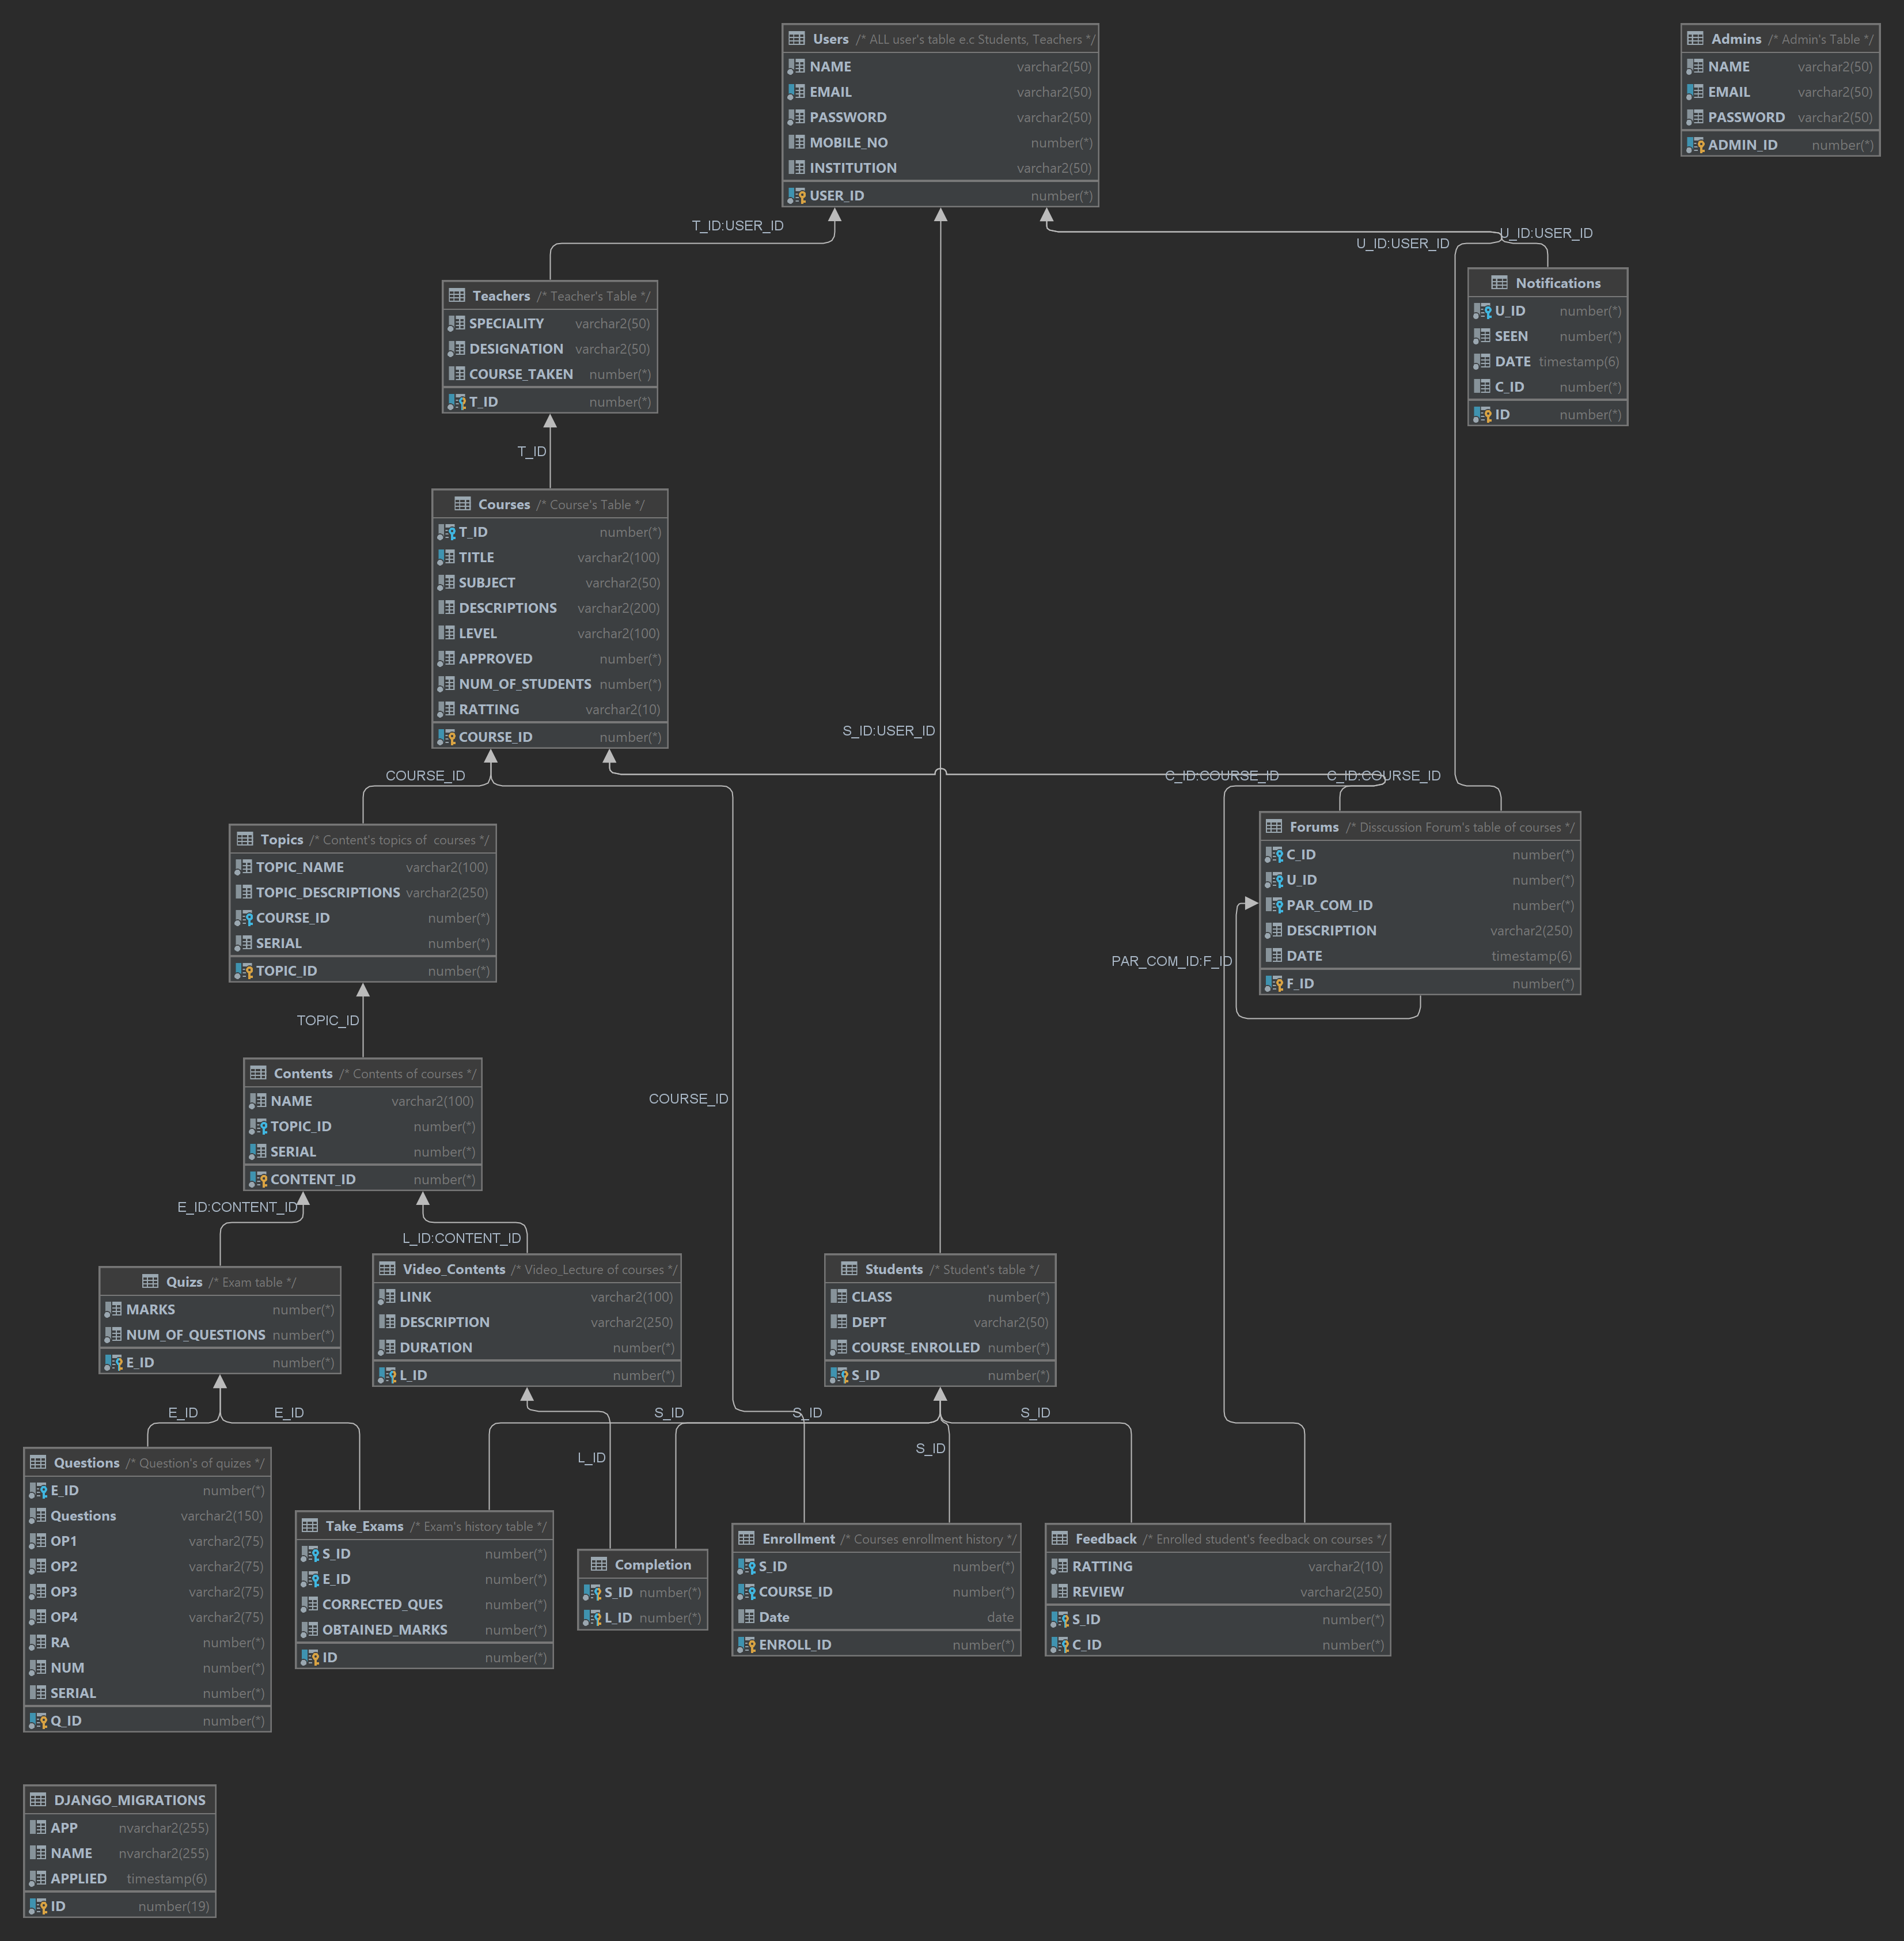 Users /* ALL user's table e.c Students, Teachers */
NAME varchar2(50)
EMAIL varchar2(50)
PASSWORD varchar2(50)
MOBILE_NO number(*)
INSTITUTION varchar2(50)
USER_ID number(*)
Admins /* Admin's Table */
NAME varchar2(50)
EMAIL varchar2(50)
PASSWORD varchar2(50)
ADMIN_ID number(*)
T_ID:USER_ID
U_ID:USER_ID
U_ID:USER_ID
Notifications
U_ID number(*)
SEEN number(*)
DATE timestamp(6)
C_ID number(*)
ID number(*)
Teachers /* Teacher's Table */
SPECIALITY varchar2(50)
DESIGNATION varchar2(50)
COURSE_TAKEN number(*)
T_ID number(*)
T_ID
Courses /* Course's Table */
T_ID number(*)
TITLE varchar2(100)
SUBJECT varchar2(50)
DESCRIPTIONS varchar2(200)
LEVEL varchar2(100)
APPROVED number(*)
NUM_OF_STUDENTS number(*)
RATTING varchar2(10)
COURSE_ID number(*)
S_ID:USER_ID
COURSE_ID
C_ID:COURSE_ID
C_ID:COURSE_ID
Topics /* Content's topics of  courses */
TOPIC_NAME varchar2(100)
TOPIC_DESCRIPTIONS varchar2(250)
COURSE_ID number(*)
SERIAL number(*)
TOPIC_ID number(*)
Forums /* Disscussion Forum's table of courses */
C_ID number(*)
U_ID number(*)
PAR_COM_ID number(*)
DESCRIPTION varchar2(250)
DATE timestamp(6)
F_ID number(*)
PAR_COM_ID:F_ID
TOPIC_ID
Contents /* Contents of courses */
NAME varchar2(100)
TOPIC_ID number(*)
SERIAL number(*)
CONTENT_ID number(*)
COURSE_ID
E_ID:CONTENT_ID
L_ID:CONTENT_ID
Quizs /* Exam table */
MARKS number(*)
NUM_OF_QUESTIONS number(*)
E_ID number(*)
Video_Contents /* Video_Lecture of courses */
LINK varchar2(100)
DESCRIPTION varchar2(250)
DURATION number(*)
L_ID number(*)
Students /* Student's table */
CLASS number(*)
DEPT varchar2(50)
COURSE_ENROLLED number(*)
S_ID number(*)
E_ID
E_ID
S_ID
S_ID
S_ID
S_ID
L_ID
Questions /* Question's of quizes */
E_ID number(*)
Questions varchar2(150)
OP1 varchar2(75)
OP2 varchar2(75)
OP3 varchar2(75)
OP4 varchar2(75)
RA number(*)
NUM number(*)
SERIAL number(*)
Q_ID number(*)
Take_Exams /* Exam's history table */
S_ID number(*)
E_ID number(*)
CORRECTED_QUES number(*)
OBTAINED_MARKS number(*)
ID number(*)
Completion
S_ID number(*)
L_ID number(*)
Enrollment /* Courses enrollment history */
S_ID number(*)
COURSE_ID number(*)
Date date
ENROLL_ID number(*)
Feedback /* Enrolled student's feedback on courses */
RATTING varchar2(10)
REVIEW varchar2(250)
S_ID number(*)
C_ID number(*)
DJANGO_MIGRATIONS
APP nvarchar2(255)
NAME nvarchar2(255)
APPLIED timestamp(6)
ID number(19)